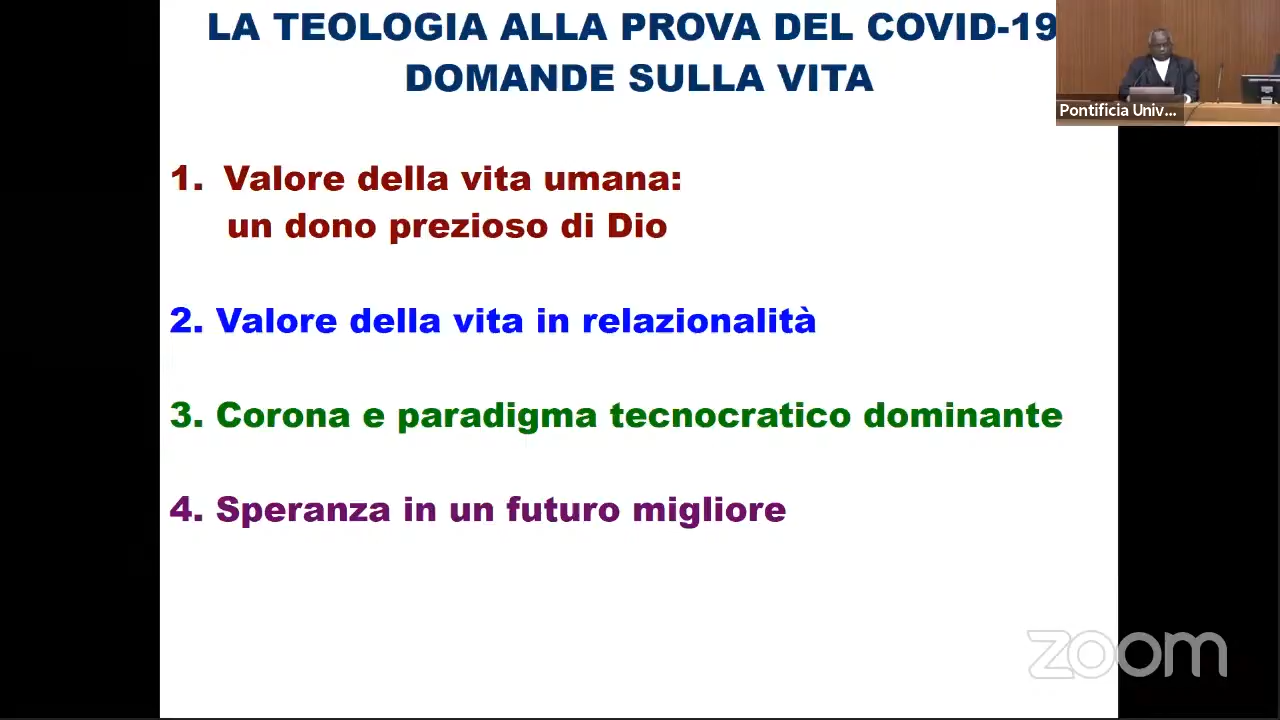 LA TEOLOGIA ALLA PROVA DEL COVID-19
DOMANDE SULLA VITA
Pontificia Univ...
1. Valore della vita umana:
un dono prezioso di Dio
2. Valore della vita in relazionalità
3. Corona e paradigma tecnocratico dominante
4. Speranza in un futuro migliore
zoom